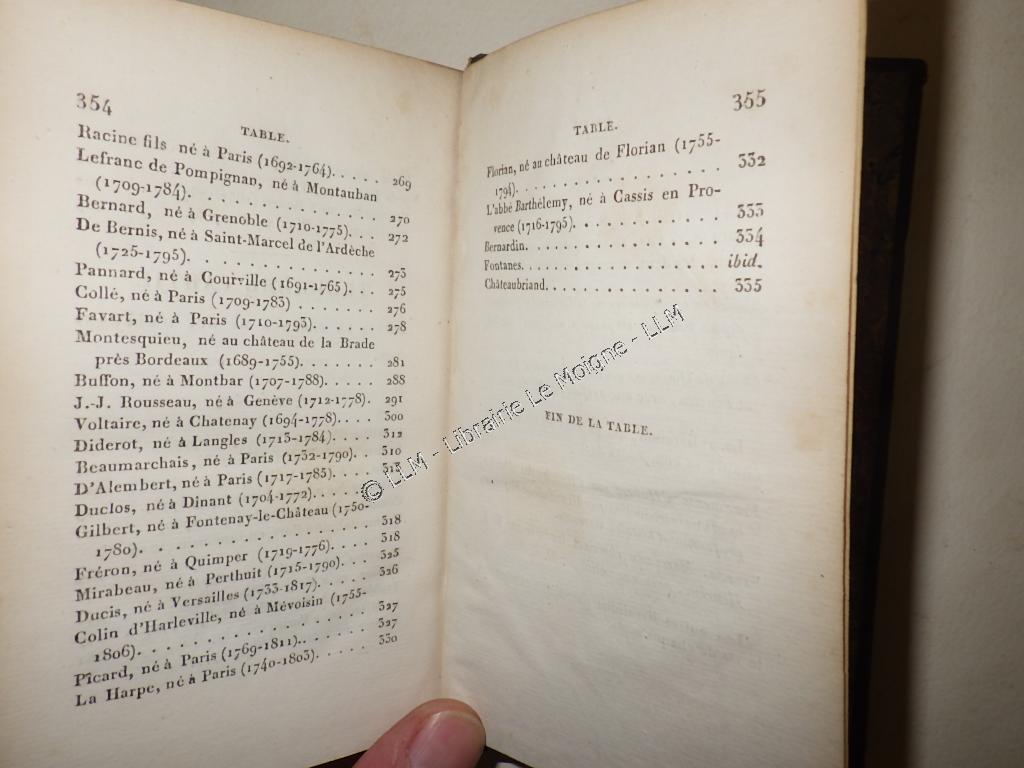 354
TABLE.
Racine fils né à Paris (1692-1764). . . . . 269
Lefranc de Pompignan, né à Montauban
(1709-1784). . . . . . . . . . . . . . 270
Bernard, né à Grenoble (1710-1775). . . 272
De Bernis, né à Saint-Marcel de l'Ardèche
(1725-1795). . . . . . . . . . . . . . 273
Pannard, né à Courville (1691-1765). . . 275
Collé, né à Paris (1709-1783) . . . . . 276
Favart, né à Paris (1710-1793). . . . . 278
Montesquieu, né au château de la Brade
près Bordeaux (1689-1755). . . . . . . 281
Buffon, né à Montbar (1707-1788). . . . . 288
J.-J. Rousseau, né à Genève (1712-1778). 291
Voltaire, né à Chatenay (1694-1778). . . . 300
Diderot, né à Langles (1713-1784). . . . . 312
Beaumarchais, né à Paris (1732-1790). . 310
D'Alembert, né à Paris (1717-1783). . . . 313
Duclos, né à Dinant (1704-1772). . . . .
Gilbert, né à Fontenay-le-Château (1750-
1780). . . . . . . . . . . . . . . . . 318
Fréron, né à Quimper (1719-1776). . . . . 318
Mirabeau, né à Perthuit (1715-1790). . . 325
Ducis, né à Versailles (1733-1817). . . . . 326
Colin d'Harleville, né à Mévoisin (1755-
1806). . . . . . . . . . . . . . . . . 327
Pîcard, né à Paris (1769-1811). . . . . . . 327
La Harpe, né à Paris (1740-1803). . . . . 330
355
TABLE.
Florian, né au château de Florian (1755-
1794). . . . . . . . . . . . . . . . . 332
L'abbé Barthélemy, né à Cassis en Pro-
vence (1716-1795). . . . . . . . . . . 333
Bernardin. . . . . . . . . . . . . . . . 334
Fontanes. . . . . . . . . . . . . . . . ibid.
Châteaubriand. . . . . . . . . . . . . . 335
FIN DE LA TABLE.
© LLM - Librairie Le Moigne - LLM